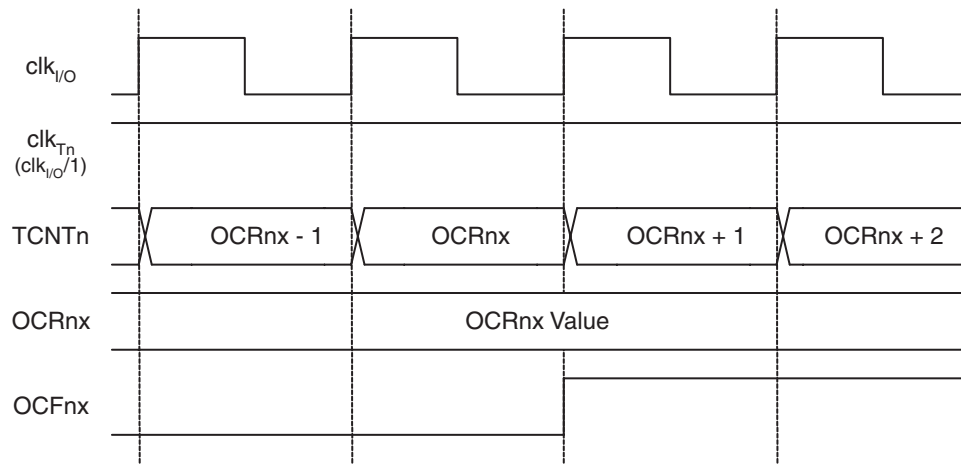 clkI/O
clkTn
(clkI/O/1)
TCNTn OCRnx - 1 OCRnx OCRnx + 1 OCRnx + 2
OCRnx OCRnx Value
OCFnx